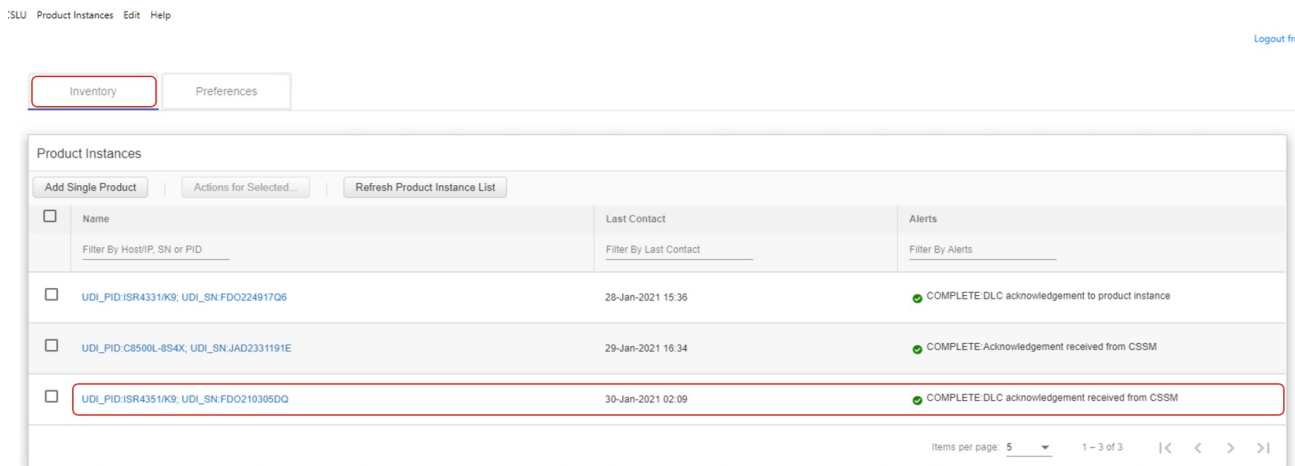 CSLU Product Instances Edit Help
Logout fr
Inventory Preferences
Product Instances
Add Single Product Actions for Selected... Refresh Product Instance List
Name Last Contact Alerts
Filter By Host/IP, SN or PID Filter By Last Contact Filter By Alerts
UDI_PID:ISR4331/K9; UDI_SN:FDO224917Q6 28-Jan-2021 15:36 COMPLETE:DLC acknowledgement to product instance
UDI_PID:C8500L-8S4X; UDI_SN:JAD2331191E 29-Jan-2021 16:34 COMPLETE:Acknowledgement received from CSSM
UDI_PID:ISR4351/K9; UDI_SN:FDO210305DQ 30-Jan-2021 02:09 COMPLETE:DLC acknowledgement received from CSSM
Items per page: 5 1 – 3 of 3